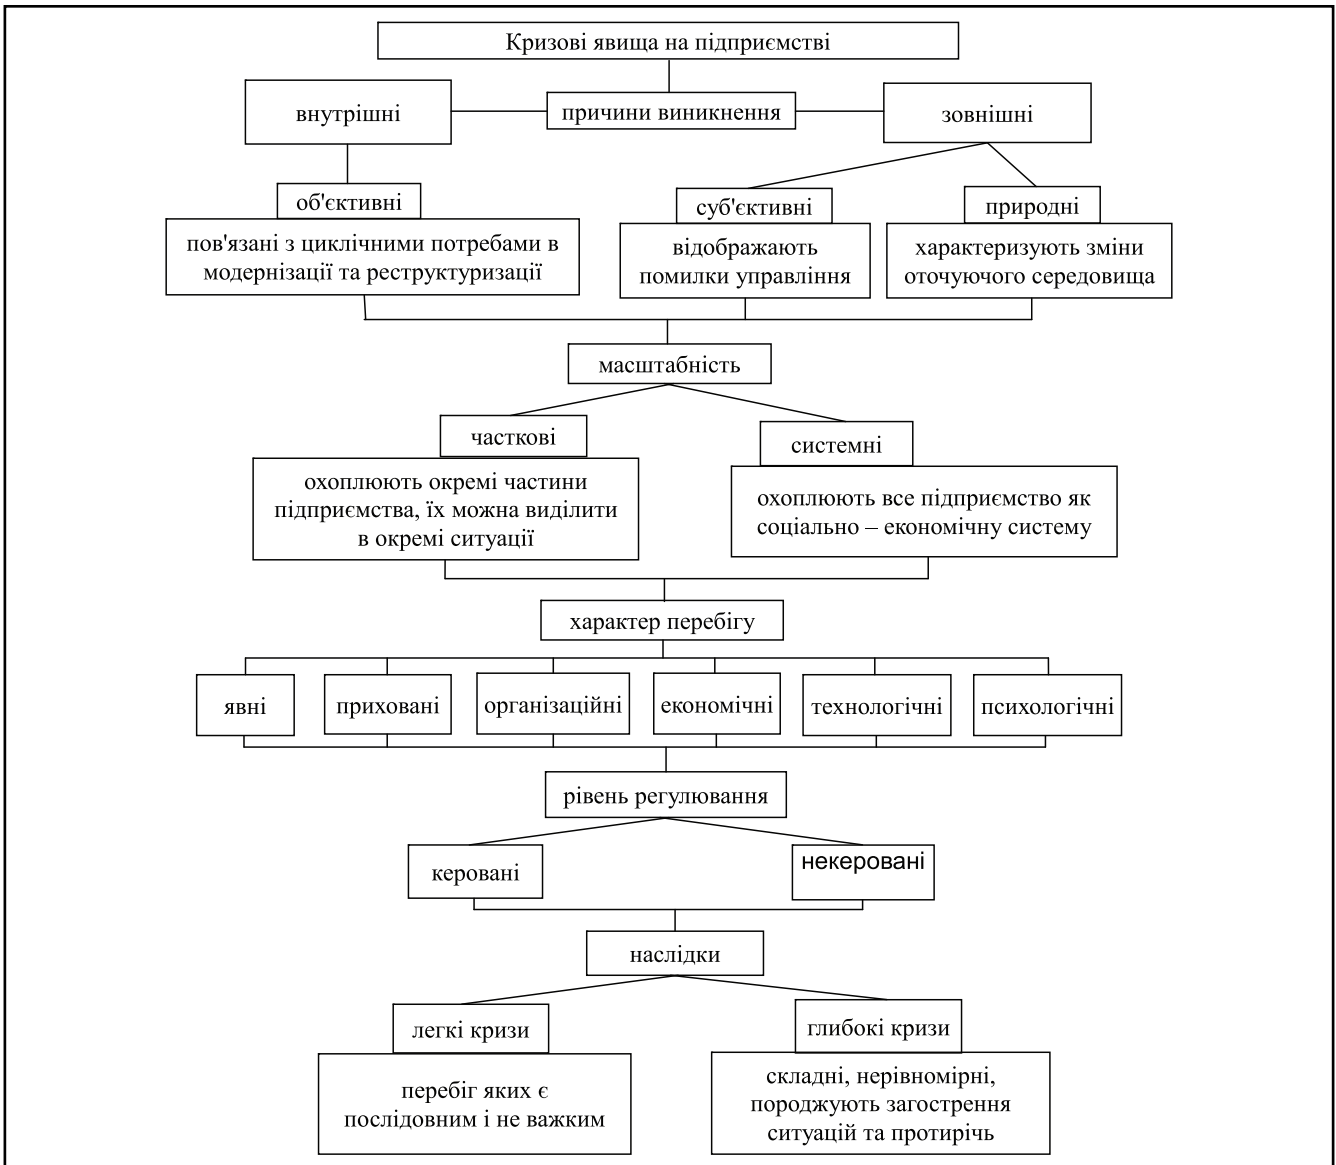 Кризові явища на підприємстві
внутрішні
причини виникнення
зовнішні
об'єктивні
суб'єктивні
природні
пов'язані з циклічними потребами в
модернізації та реструктуризації
відображають
помилки управління
характеризують зміни
оточуючого середовища
масштабність
часткові
системні
охоплюють окремі частини
підприємства, їх можна виділити
в окремі ситуації
охоплюють все підприємство як
соціально – економічну систему
характер перебігу
явні
приховані
організаційні
економічні
технологічні
психологічні
рівень регулювання
керовані
некеровані
наслідки
легкі кризи
глибокі кризи
перебіг яких є
послідовним і не важким
складні, нерівномірні,
породжують загострення
ситуацій та протирічь